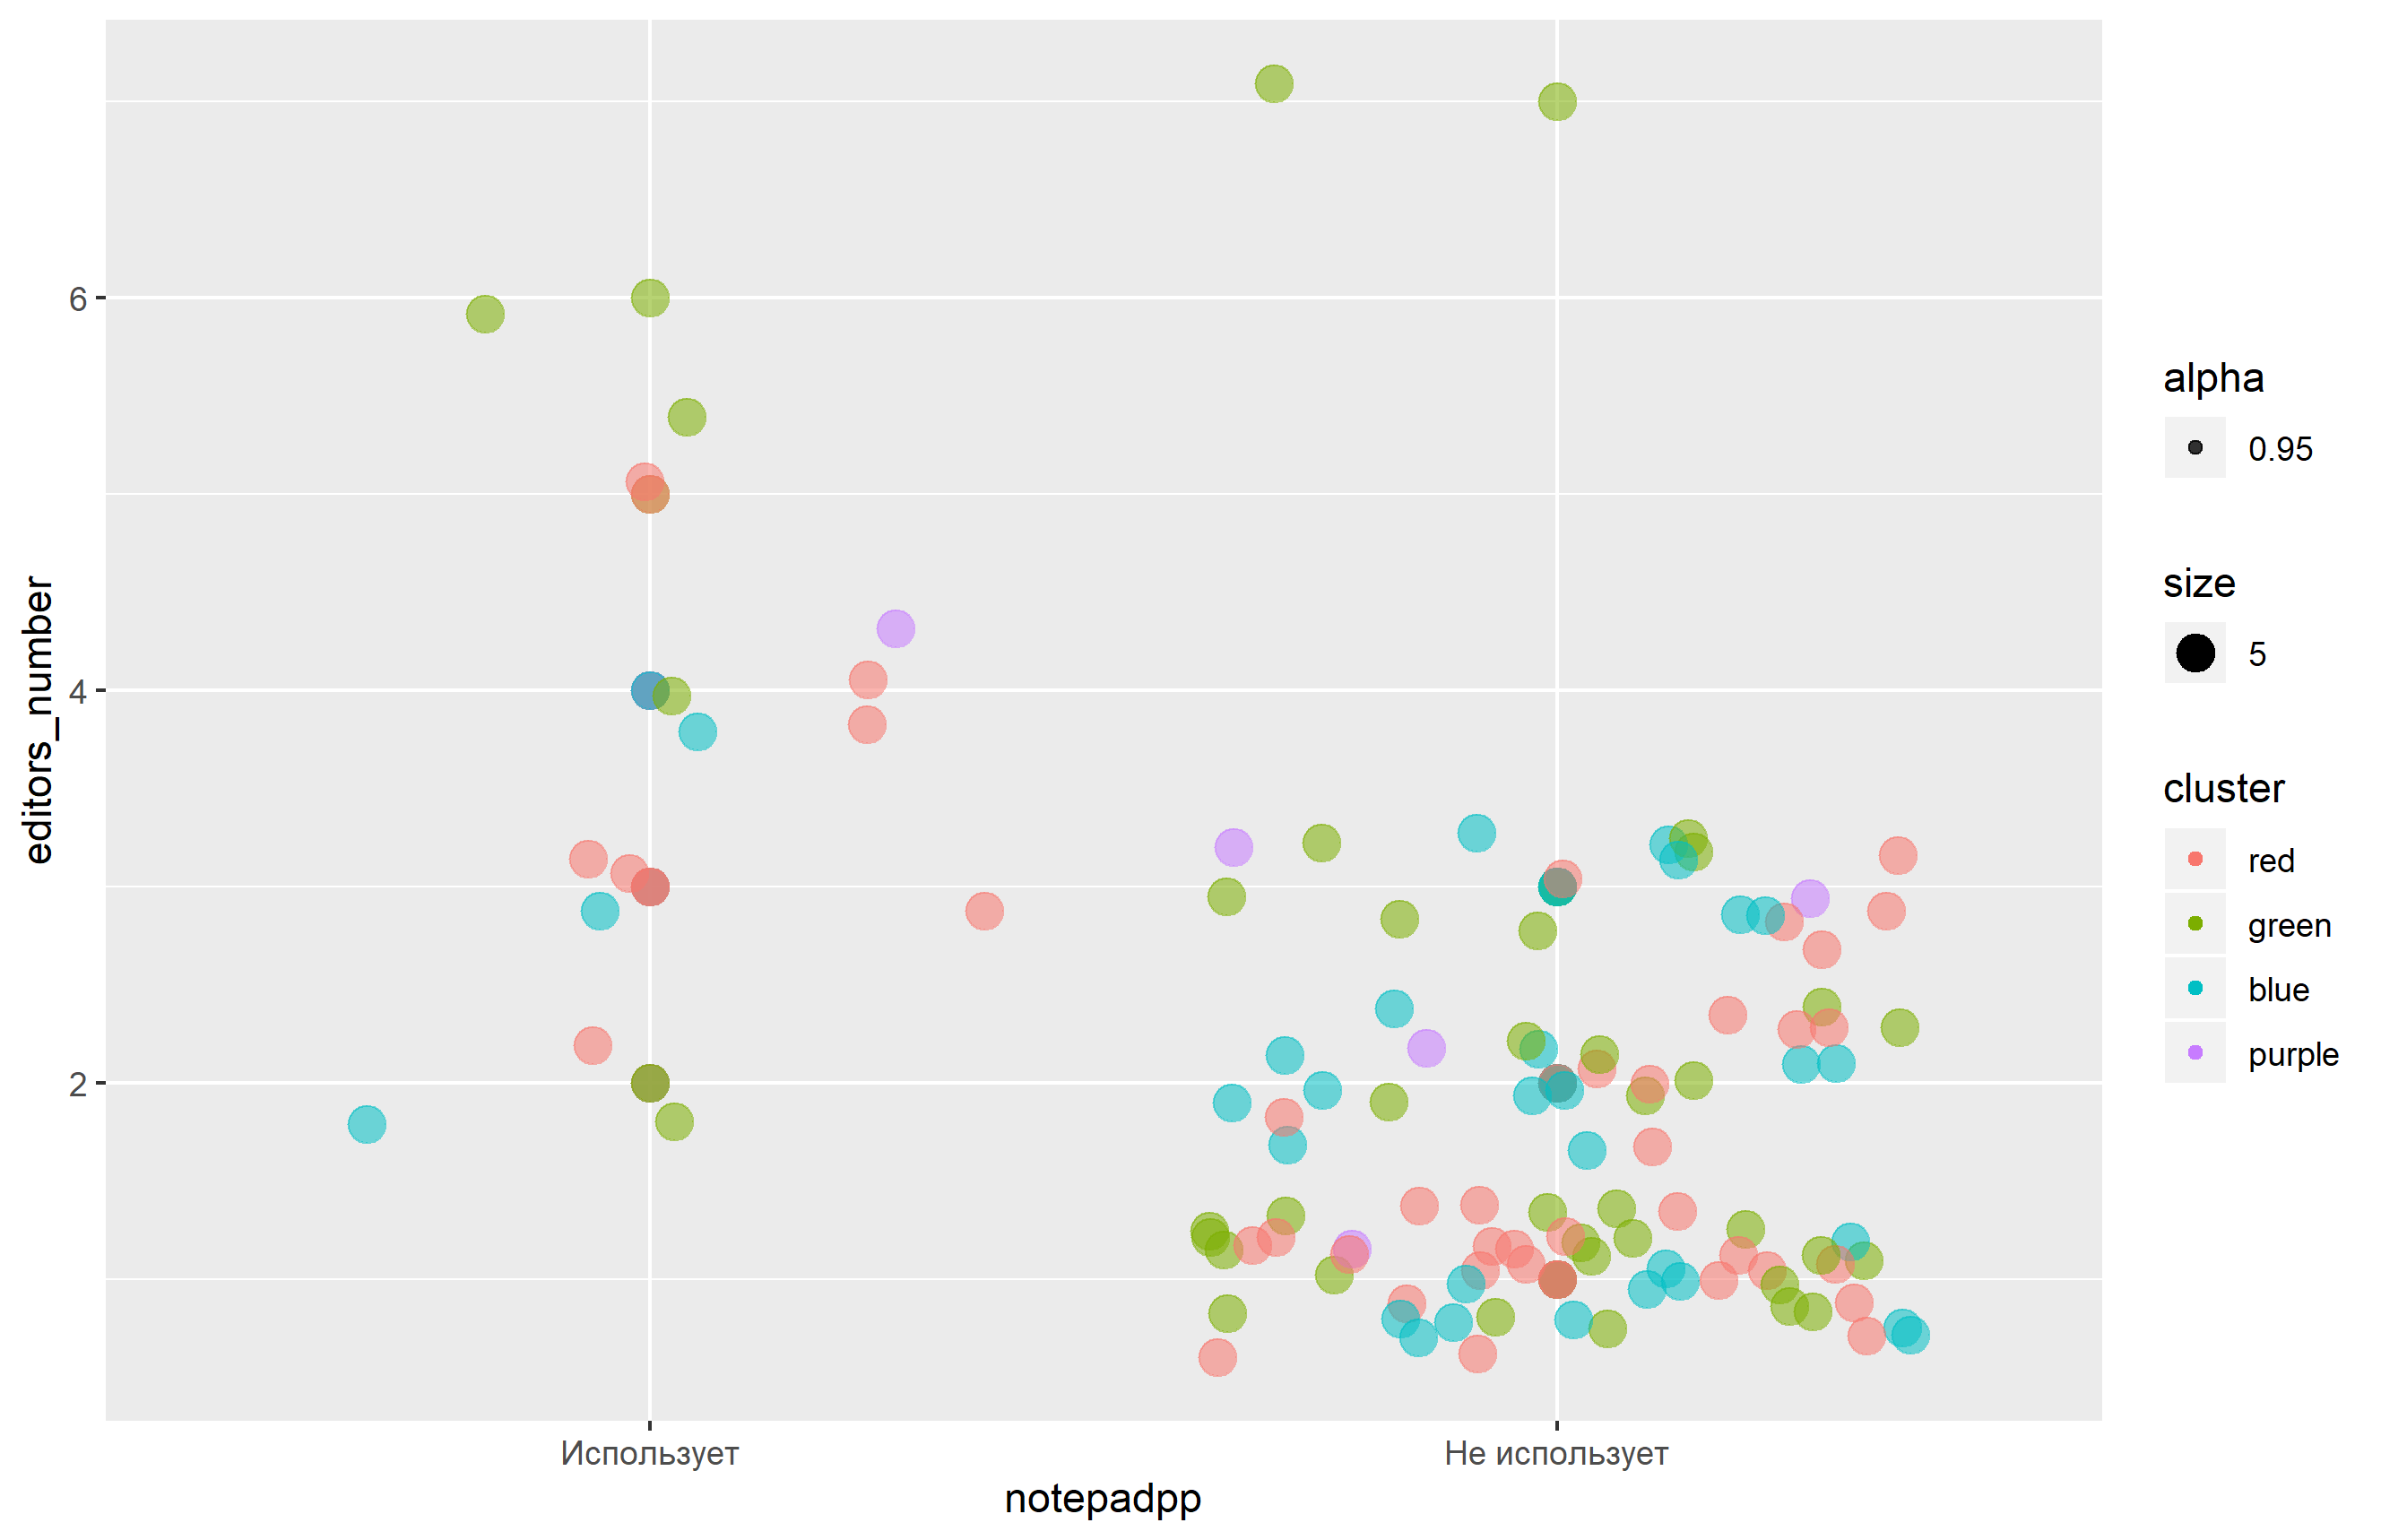 editors_number
6
4
2
Использует
Не использует
notepadpp
alpha
0.95
size
5
cluster
red
green
blue
purple